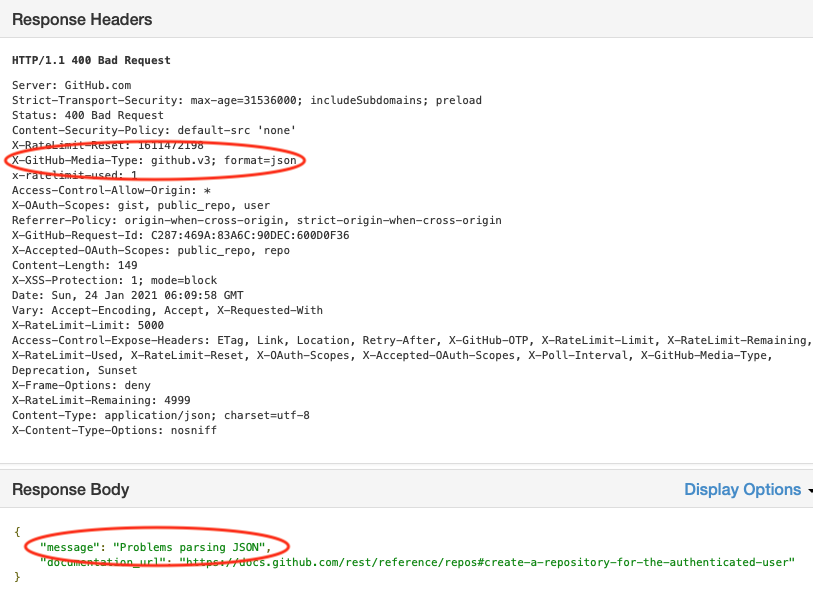 Response Headers
HTTP/1.1 400 Bad Request
Server: GitHub.com
Strict-Transport-Security: max-age=31536000; includeSubdomains; preload
Status: 400 Bad Request
Content-Security-Policy: default-src 'none'
X-RateLimit-Reset: 1611472198
X-GitHub-Media-Type: github.v3; format=json
x-ratelimit-used: 1
Access-Control-Allow-Origin: *
X-OAuth-Scopes: gist, public_repo, user
Referrer-Policy: origin-when-cross-origin, strict-origin-when-cross-origin
X-GitHub-Request-Id: C287:469A:83A6C:90DEC:600D0F36
X-Accepted-OAuth-Scopes: public_repo, repo
Content-Length: 149
X-XSS-Protection: 1; mode=block
Date: Sun, 24 Jan 2021 06:09:58 GMT
Vary: Accept-Encoding, Accept, X-Requested-With
X-RateLimit-Limit: 5000
Access-Control-Expose-Headers: ETag, Link, Location, Retry-After, X-GitHub-OTP, X-RateLimit-Limit, X-RateLimit-Remaining,
X-RateLimit-Used, X-RateLimit-Reset, X-OAuth-Scopes, X-Accepted-OAuth-Scopes, X-Poll-Interval, X-GitHub-Media-Type,
Deprecation, Sunset
X-Frame-Options: deny
X-RateLimit-Remaining: 4999
Content-Type: application/json; charset=utf-8
X-Content-Type-Options: nosniff
Response Body
Display Options
{
"message": "Problems parsing JSON",
"documentation_url": "https://docs.github.com/rest/reference/repos#create-a-repository-for-the-authenticated-user"
}